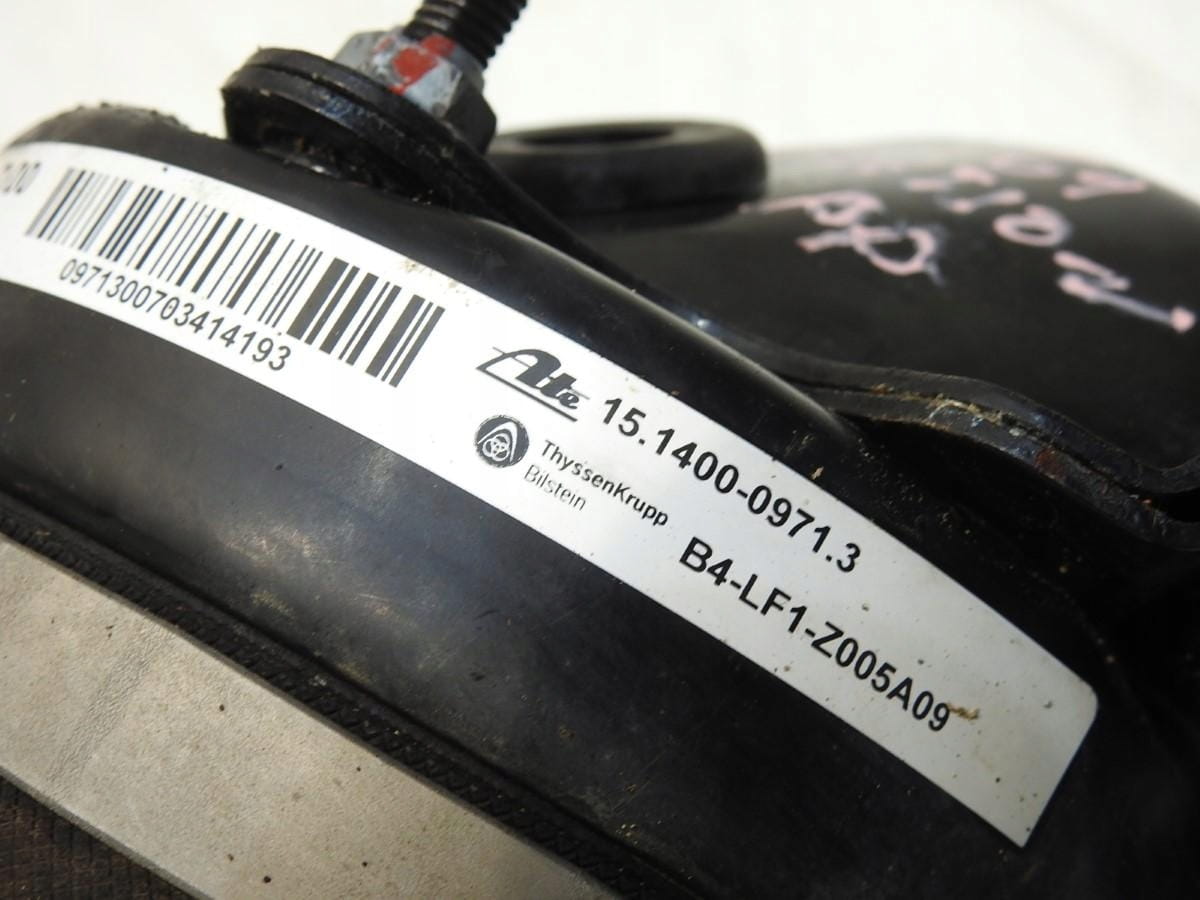 0971300703414193
Ate
15.1400-0971.3
ThyssenKrupp
Bilstein
B4-LF1-Z005A09